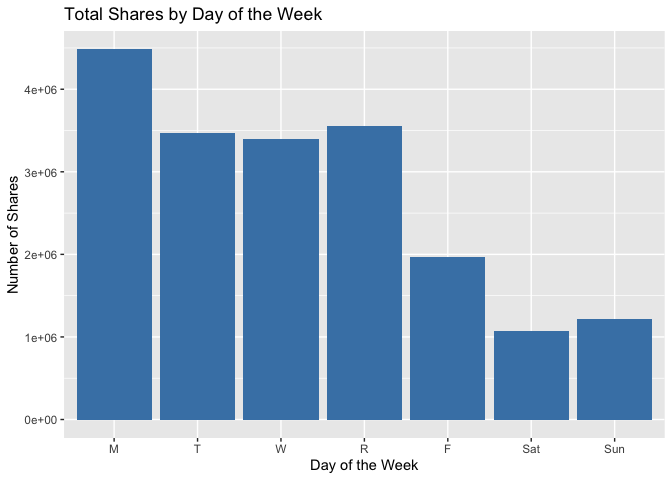 Total Shares by Day of the Week
Number of Shares
4e+06
3e+06
2e+06
1e+06
0e+00
M T W R F Sat Sun
Day of the Week